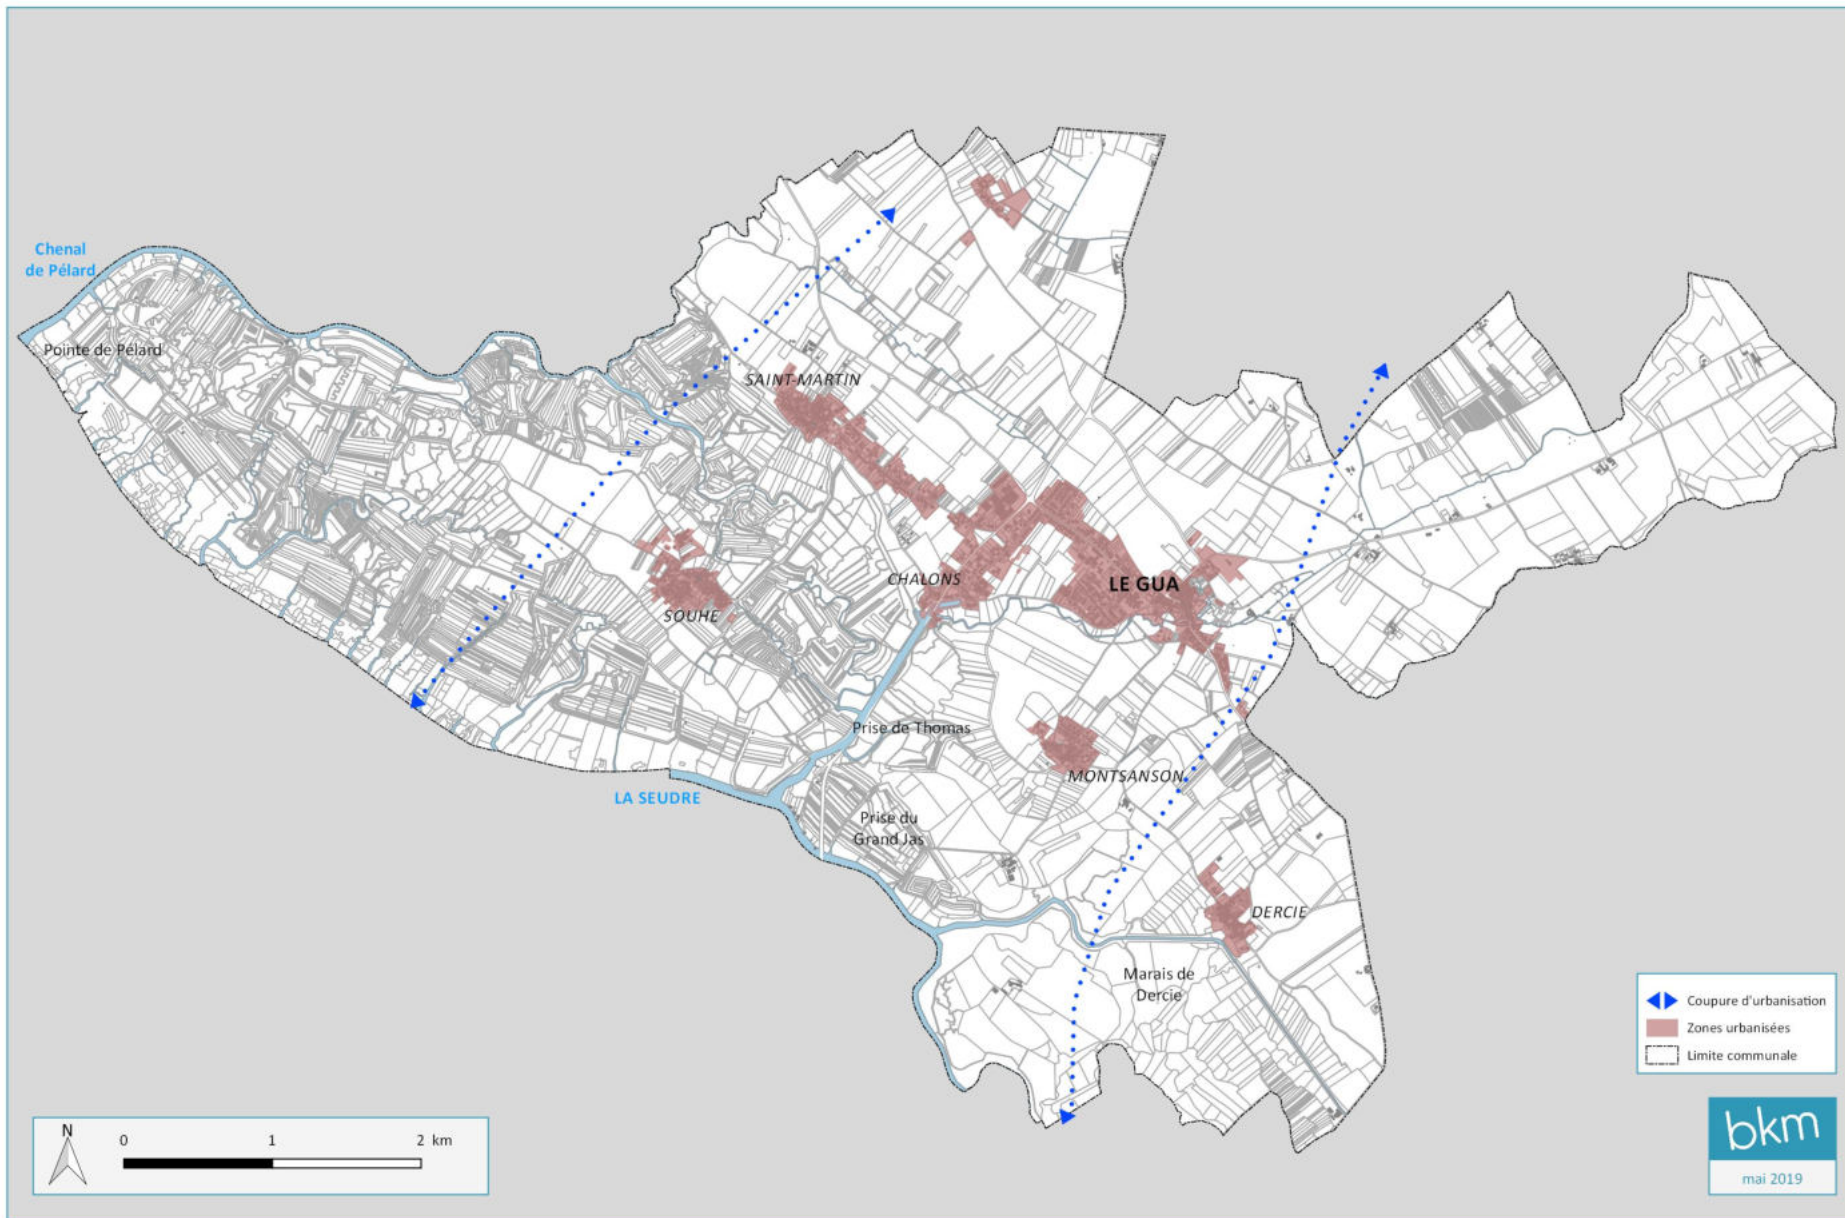 Chenal
de Pélard
Pointe de Pélard
SAINT-MARTIN
CHALONS
LE GUA
SOUHE
Prise de Thomas
MONTSANSON
LA SEUDRE
Prise du
Grand Jas
DERCIE
Marais de
Dercie
Coupure d'urbanisation
Zones urbanisées
Limite communale
N
0 1 2 km
bkm
mai 2019